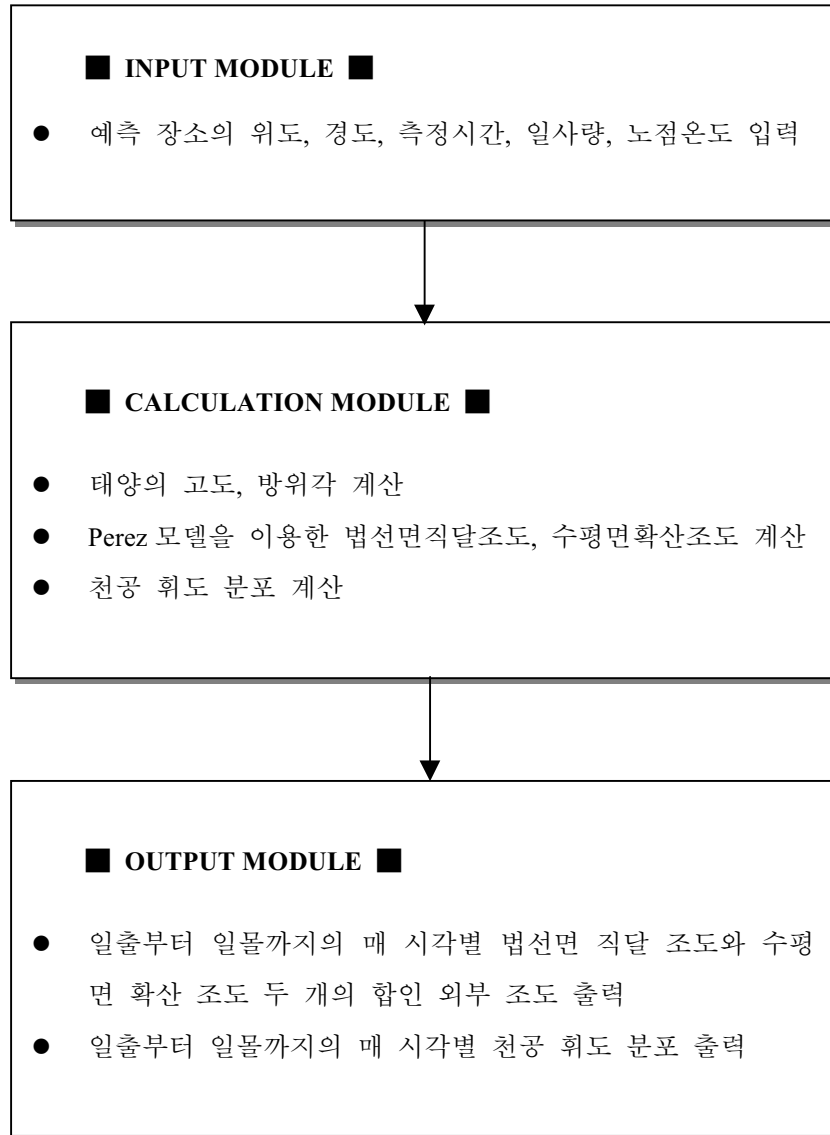 ■ INPUT MODULE ■
● 예측 장소의 위도, 경도, 측정시간, 일사량, 노점온도 입력
■ CALCULATION MODULE ■
● 태양의 고도, 방위각 계산
● Perez 모델을 이용한 법선면직달조도, 수평면확산조도 계산
● 천공 휘도 분포 계산
■ OUTPUT MODULE ■
● 일출부터 일몰까지의 매 시각별 법선면 직달 조도와 수평
면 확산 조도 두 개의 합인 외부 조도 출력
● 일출부터 일몰까지의 매 시각별 천공 휘도 분포 출력